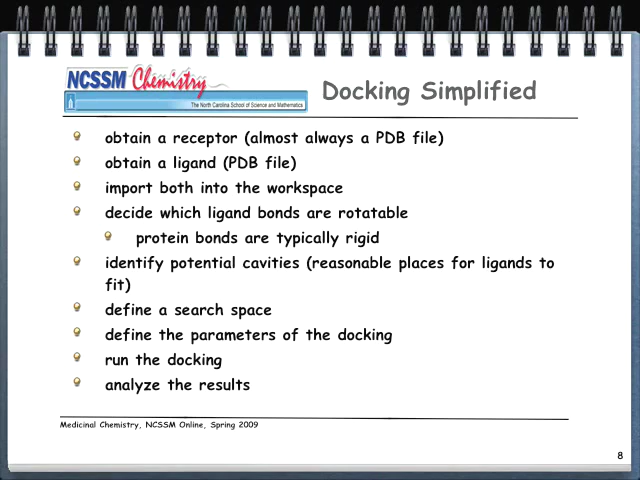 NCSSM Chemistry
The North Carolina School of Science and Mathematics
Docking Simplified
obtain a receptor (almost always a PDB file)
obtain a ligand (PDB file)
import both into the workspace
decide which ligand bonds are rotatable
protein bonds are typically rigid
identify potential cavities (reasonable places for ligands to
fit)
define a search space
define the parameters of the docking
run the docking
analyze the results
Medicinal Chemistry, NCSSM Online, Spring 2009
8